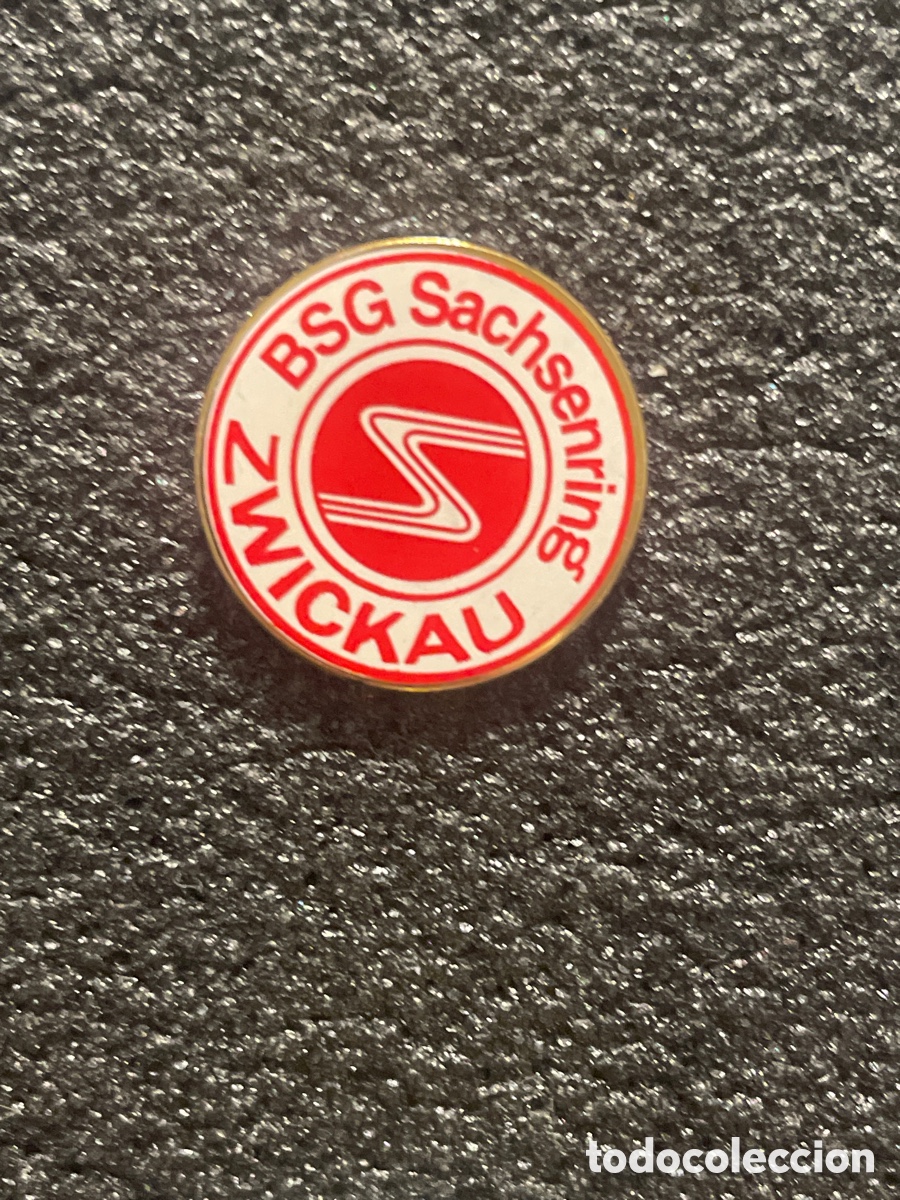 BSG Sachsenring
ZWICKAU
todocoleccion